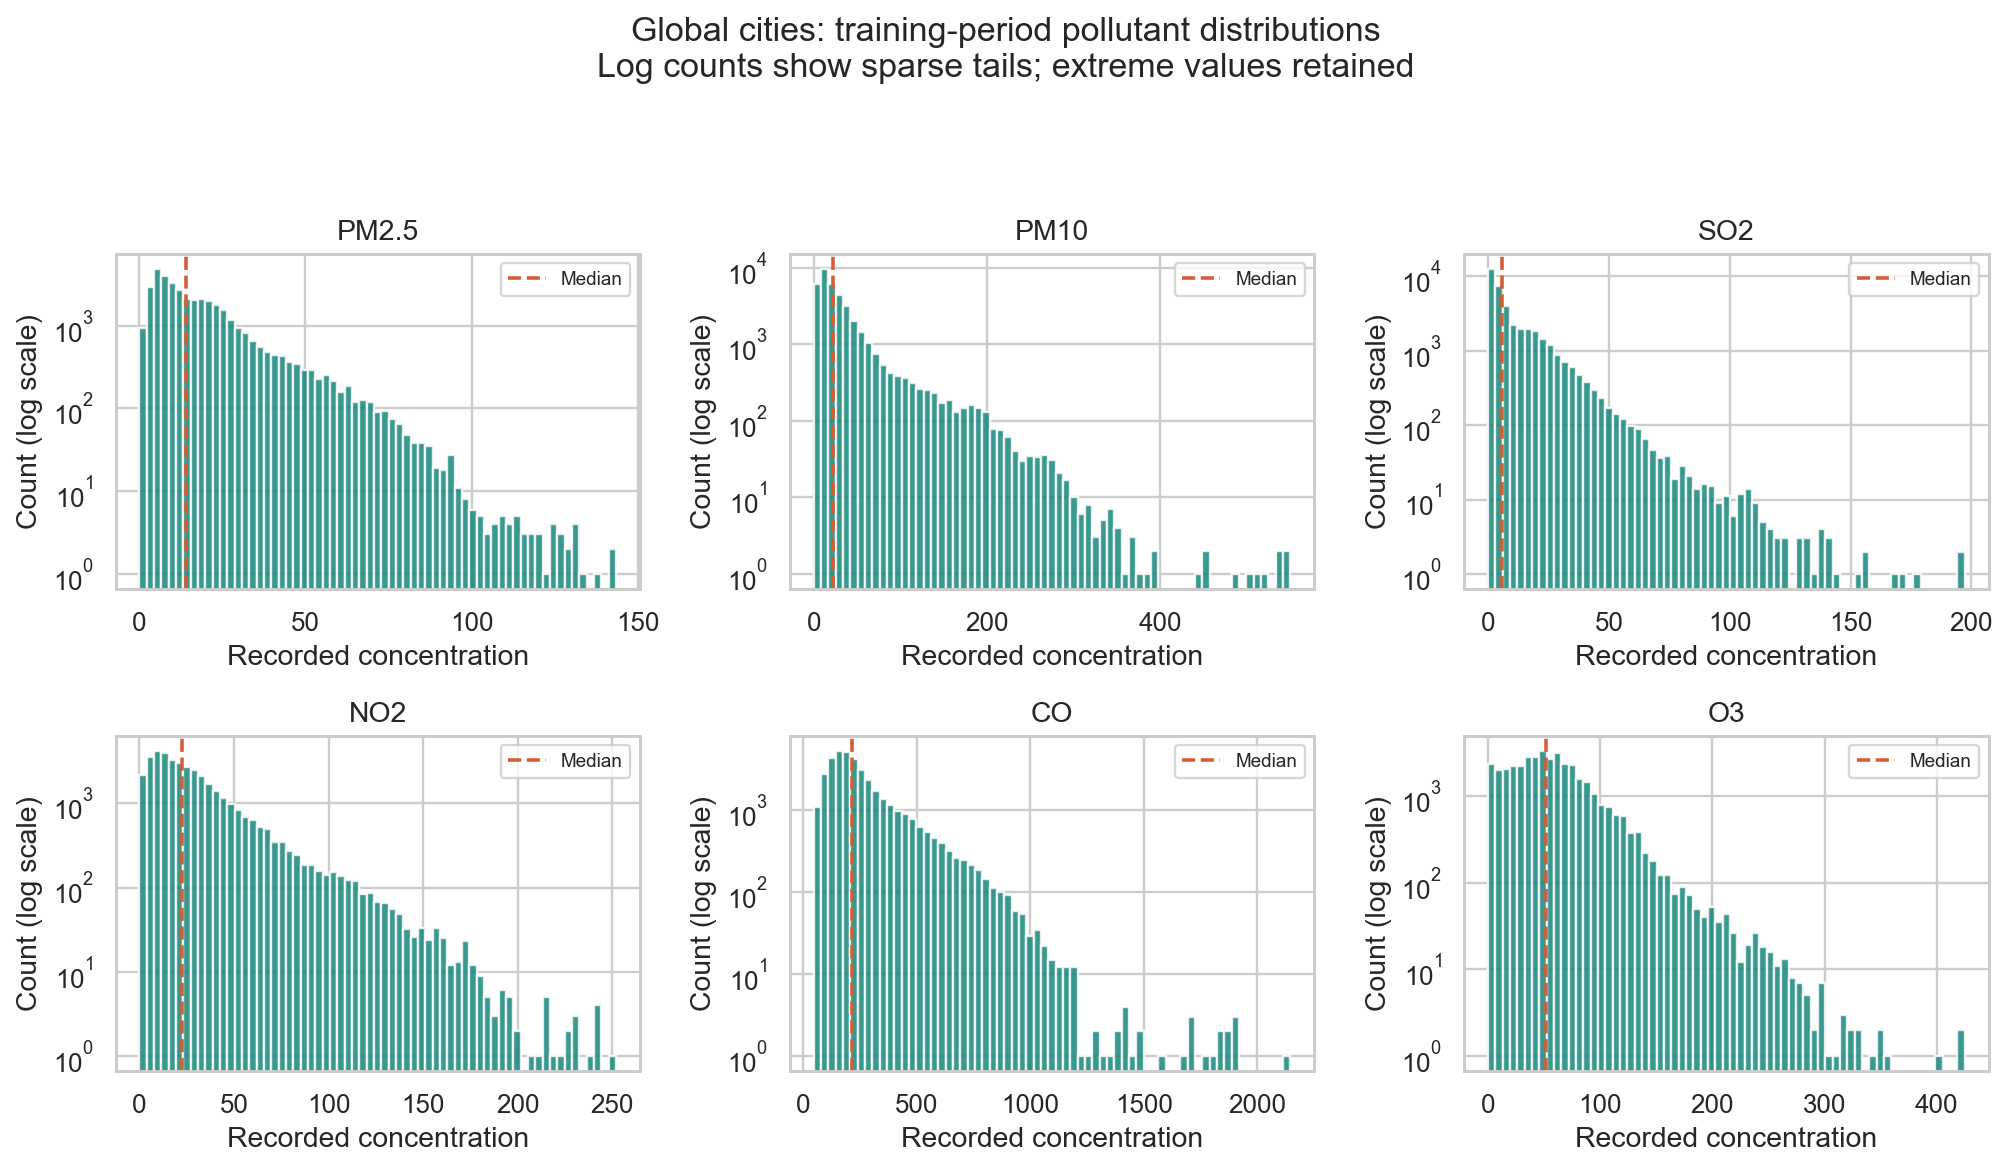 Global cities: training-period pollutant distributions
Log counts show sparse tails; extreme values retained
PM2.5
Median
Count (log scale)
10^3
10^2
10^1
10^0
0 50 100 150
Recorded concentration
PM10
Median
Count (log scale)
10^4
10^3
10^2
10^1
10^0
0 200 400
Recorded concentration
SO2
Median
Count (log scale)
10^4
10^3
10^2
10^1
10^0
0 50 100 150 200
Recorded concentration
NO2
Median
Count (log scale)
10^3
10^2
10^1
10^0
0 50 100 150 200 250
Recorded concentration
CO
Median
Count (log scale)
10^3
10^2
10^1
10^0
0 500 1000 1500 2000
Recorded concentration
O3
Median
Count (log scale)
10^3
10^2
10^1
10^0
0 100 200 300 400
Recorded concentration